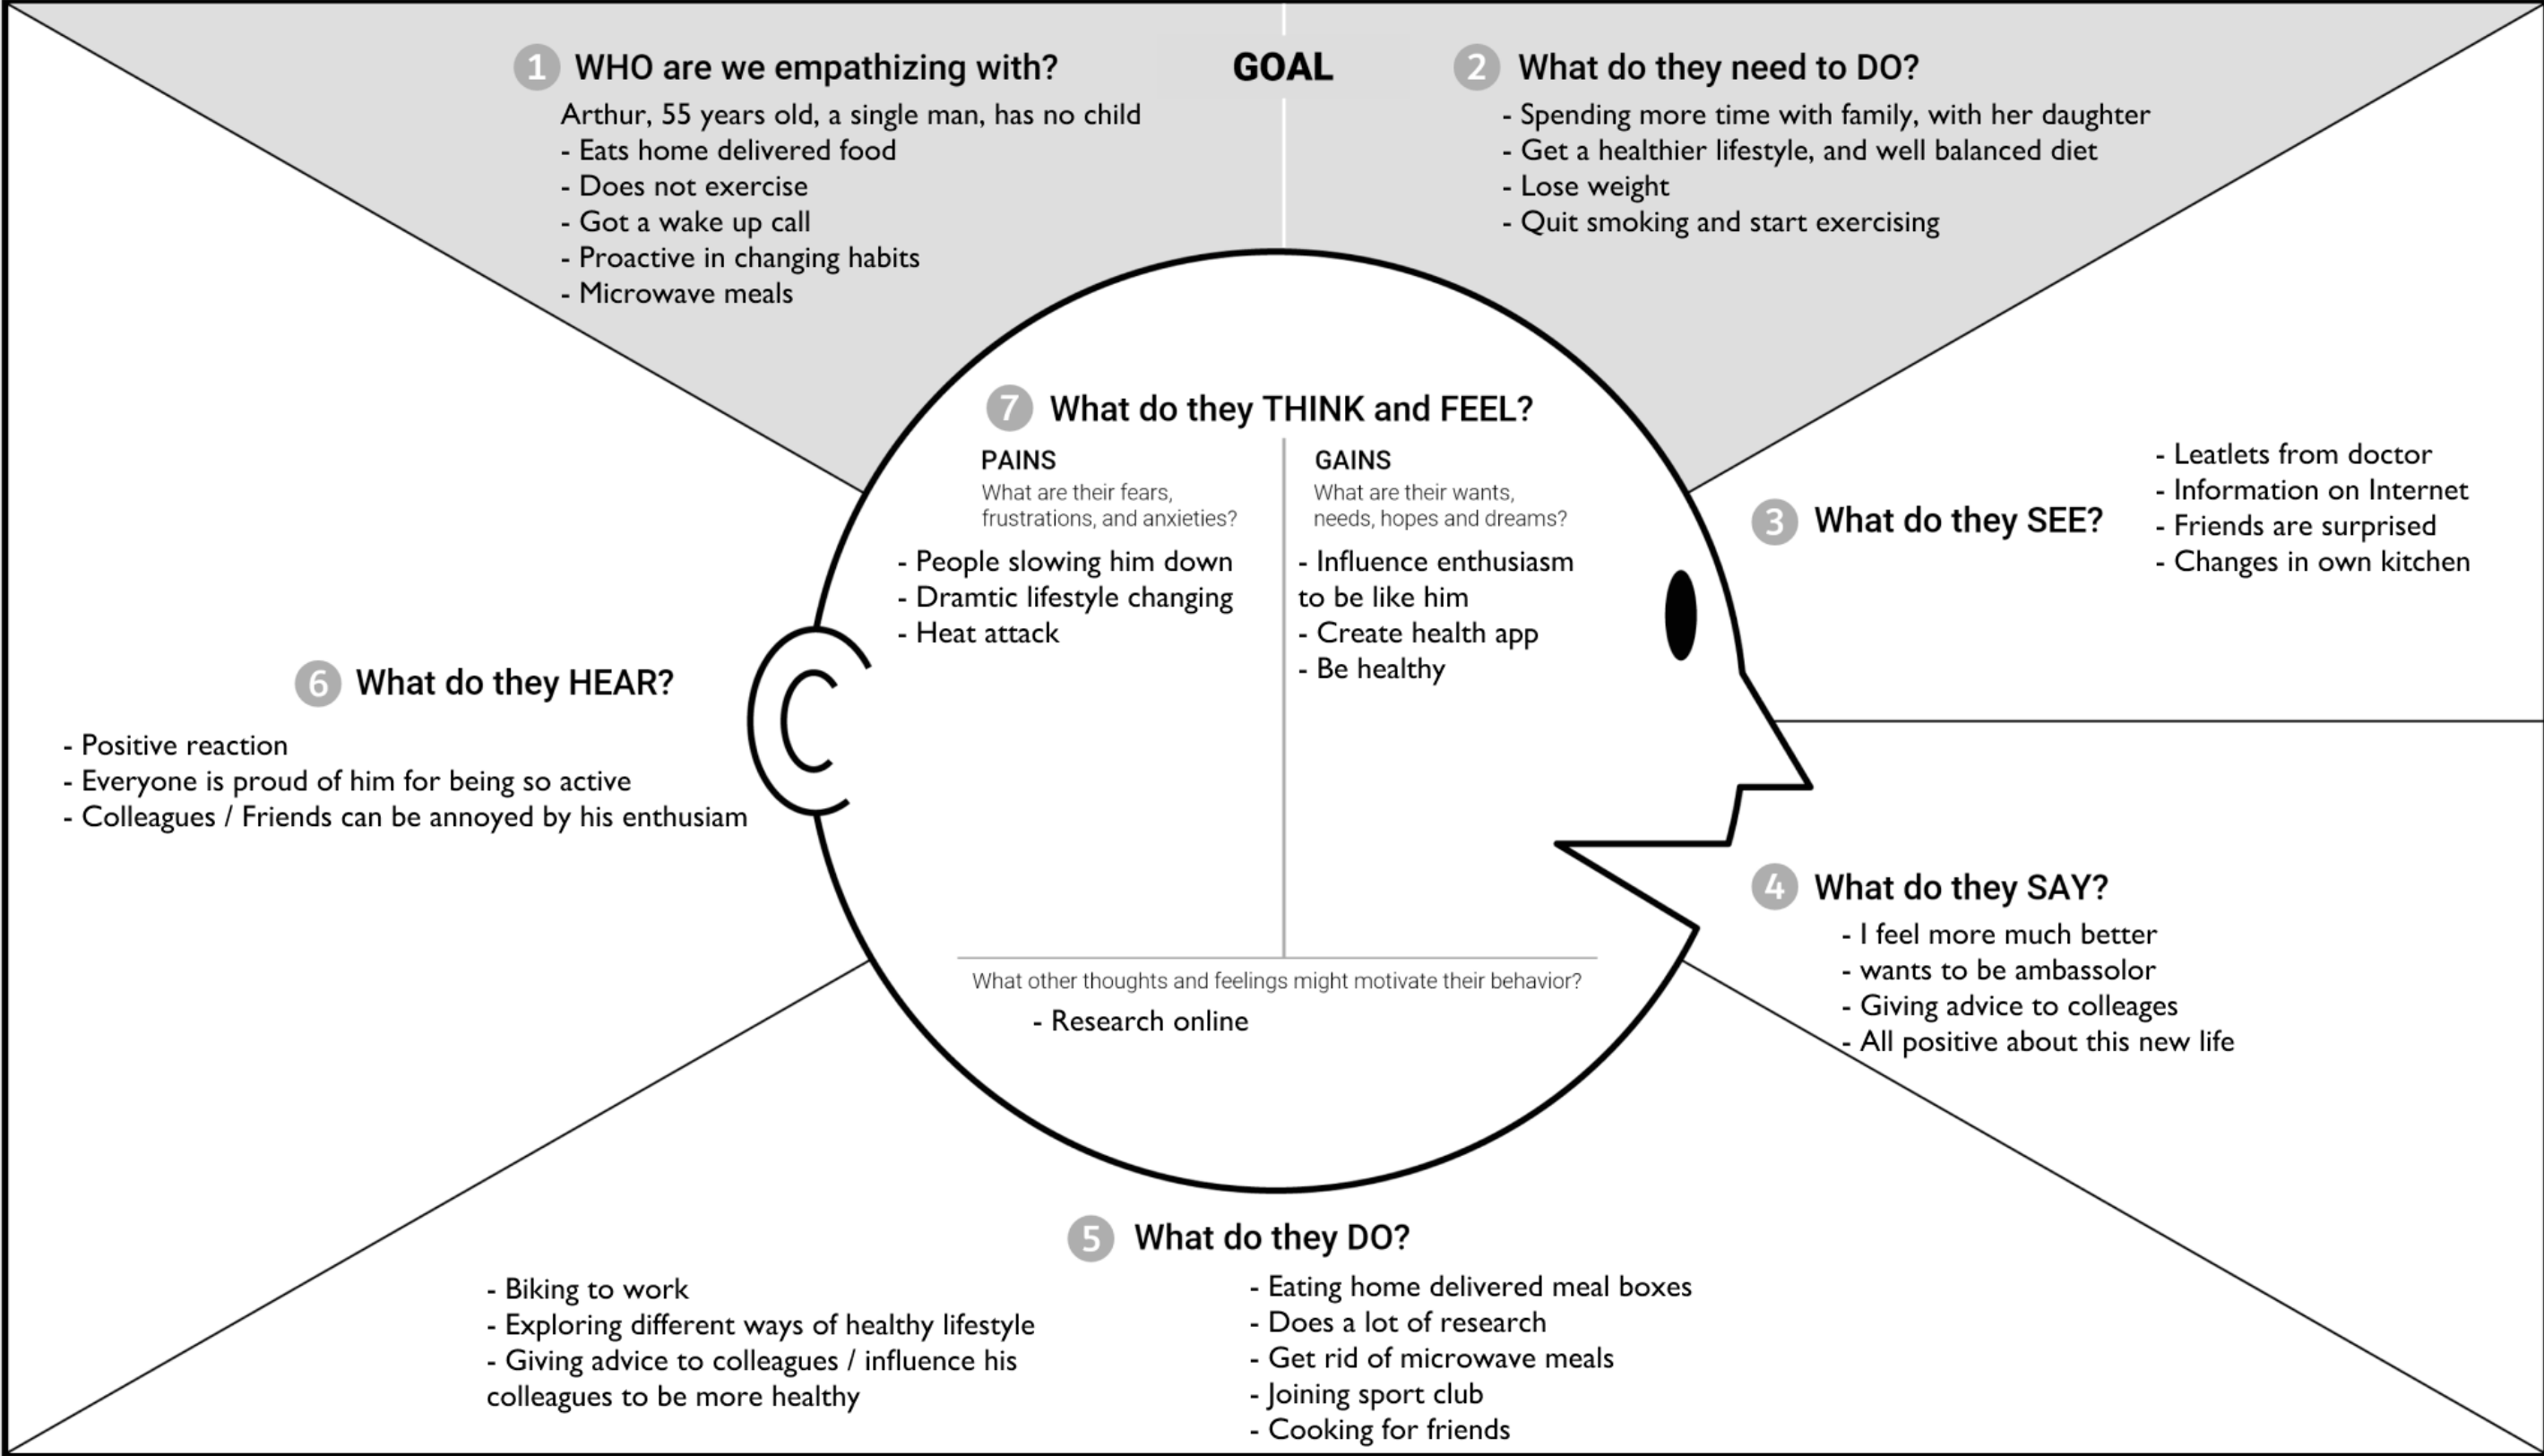 1 WHO are we empathizing with?
Arthur, 55 years old, a single man, has no child
- Eats home delivered food
- Does not exercise
- Got a wake up call
- Proactive in changing habits
- Microwave meals
GOAL
2 What do they need to DO?
- Spending more time with family, with her daughter
- Get a healthier lifestyle, and well balanced diet
- Lose weight
- Quit smoking and start exercising
3 What do they SEE?
- Leatlets from doctor
- Information on Internet
- Friends are surprised
- Changes in own kitchen
4 What do they SAY?
- I feel more much better
- wants to be ambassolor
- Giving advice to colleages
- All positive about this new life
5 What do they DO?
- Biking to work
- Exploring different ways of healthy lifestyle
- Giving advice to colleagues / influence his
colleagues to be more healthy
- Eating home delivered meal boxes
- Does a lot of research
- Get rid of microwave meals
- Joining sport club
- Cooking for friends
6 What do they HEAR?
- Positive reaction
- Everyone is proud of him for being so active
- Colleagues / Friends can be annoyed by his enthusiam
7 What do they THINK and FEEL?
PAINS
What are their fears,
frustrations, and anxieties?
- People slowing him down
- Dramtic lifestyle changing
- Heat attack
GAINS
What are their wants,
needs, hopes and dreams?
- Influence enthusiasm
to be like him
- Create health app
- Be healthy
What other thoughts and feelings might motivate their behavior?
- Research online